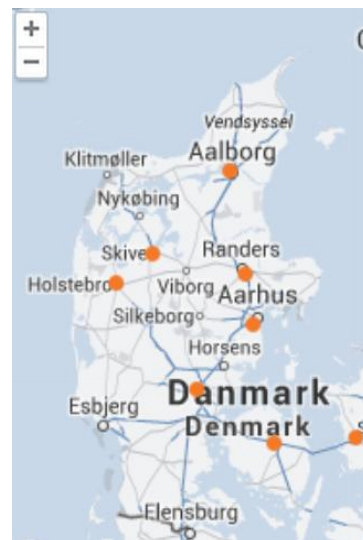 +
−
Vendsyssel
Aalborg
Klitmøller
Nykøbing
Skive
Randers
Holstebro
Viborg
Aarhus
Silkeborg
Horsens
Danmark
Esbjerg
Denmark
Flensburg